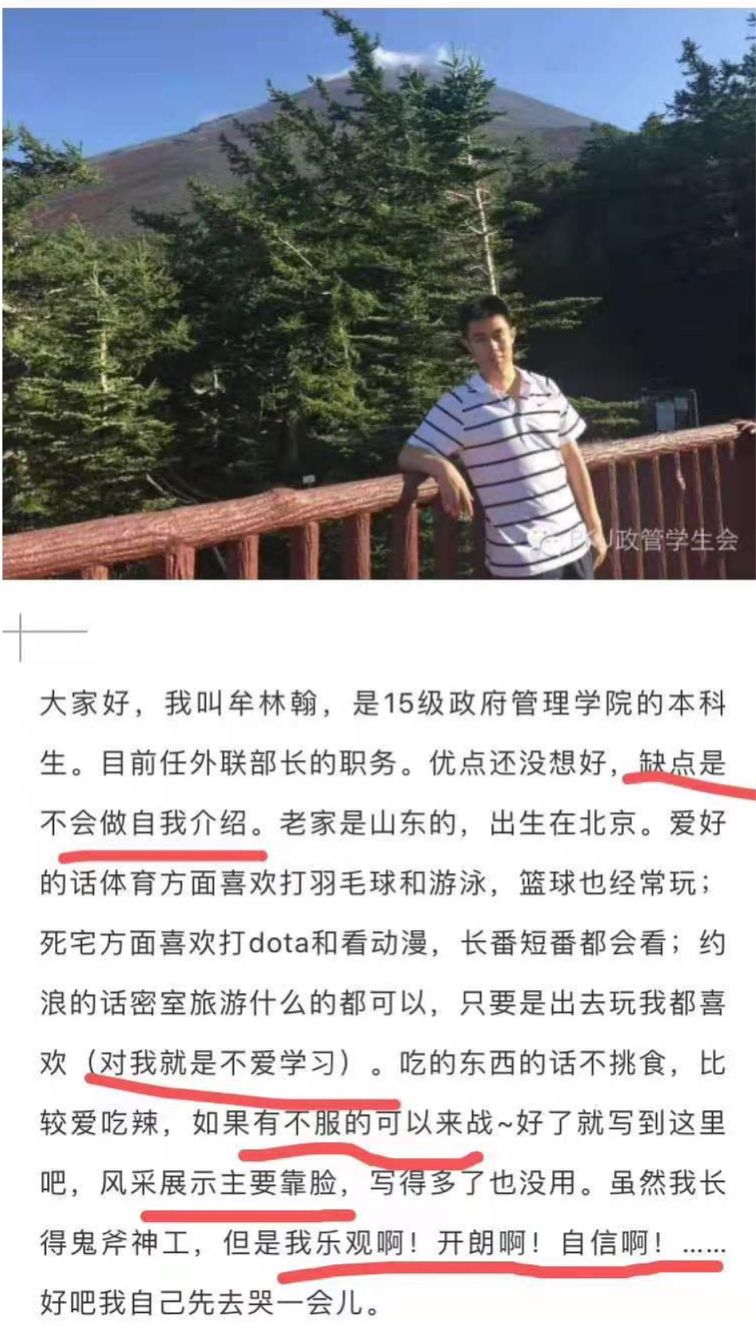 PKU政管学生会
大家好，我叫牟林翰，是15级政府管理学院的本科
生。目前任外联部长的职务。优点还没想好，缺点是
不会做自我介绍。老家是山东的，出生在北京。爱好
的话体育方面喜欢打羽毛球和游泳，篮球也经常玩；
死宅方面喜欢打dota和看动漫，长番短番都会看；约
浪的话密室旅游什么的都可以，只要是出去玩我都喜
欢（对我就是不爱学习）。吃的东西的话不挑食，比
较爱吃辣，如果有不服的可以来战~好了就写到这里
吧，风采展示主要靠脸，写得多了也没用。虽然我长
得鬼斧神工，但是我乐观啊！开朗啊！自信啊！……
好吧我自己先去哭一会儿。